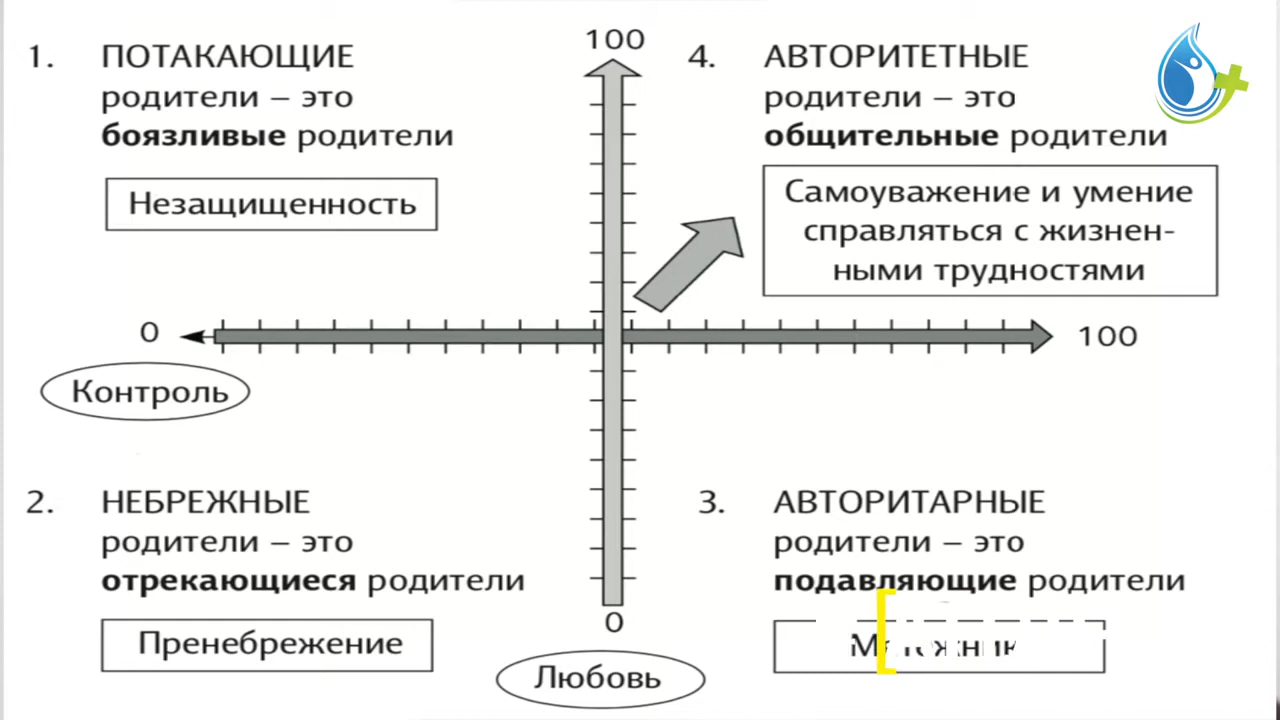 1. ПОТАКАЮЩИЕ
родители – это
боязливые родители
Незащищенность
100
4. АВТОРИТЕТНЫЕ
родители – это
общительные родители
Самоуважение и умение
справляться с жизнен-
ными трудностями
0
100
Контроль
2. НЕБРЕЖНЫЕ
родители – это
отрекающиеся родители
Пренебрежение
0
Любовь
3. АВТОРИТАРНЫЕ
родители – это
подавляющие родители